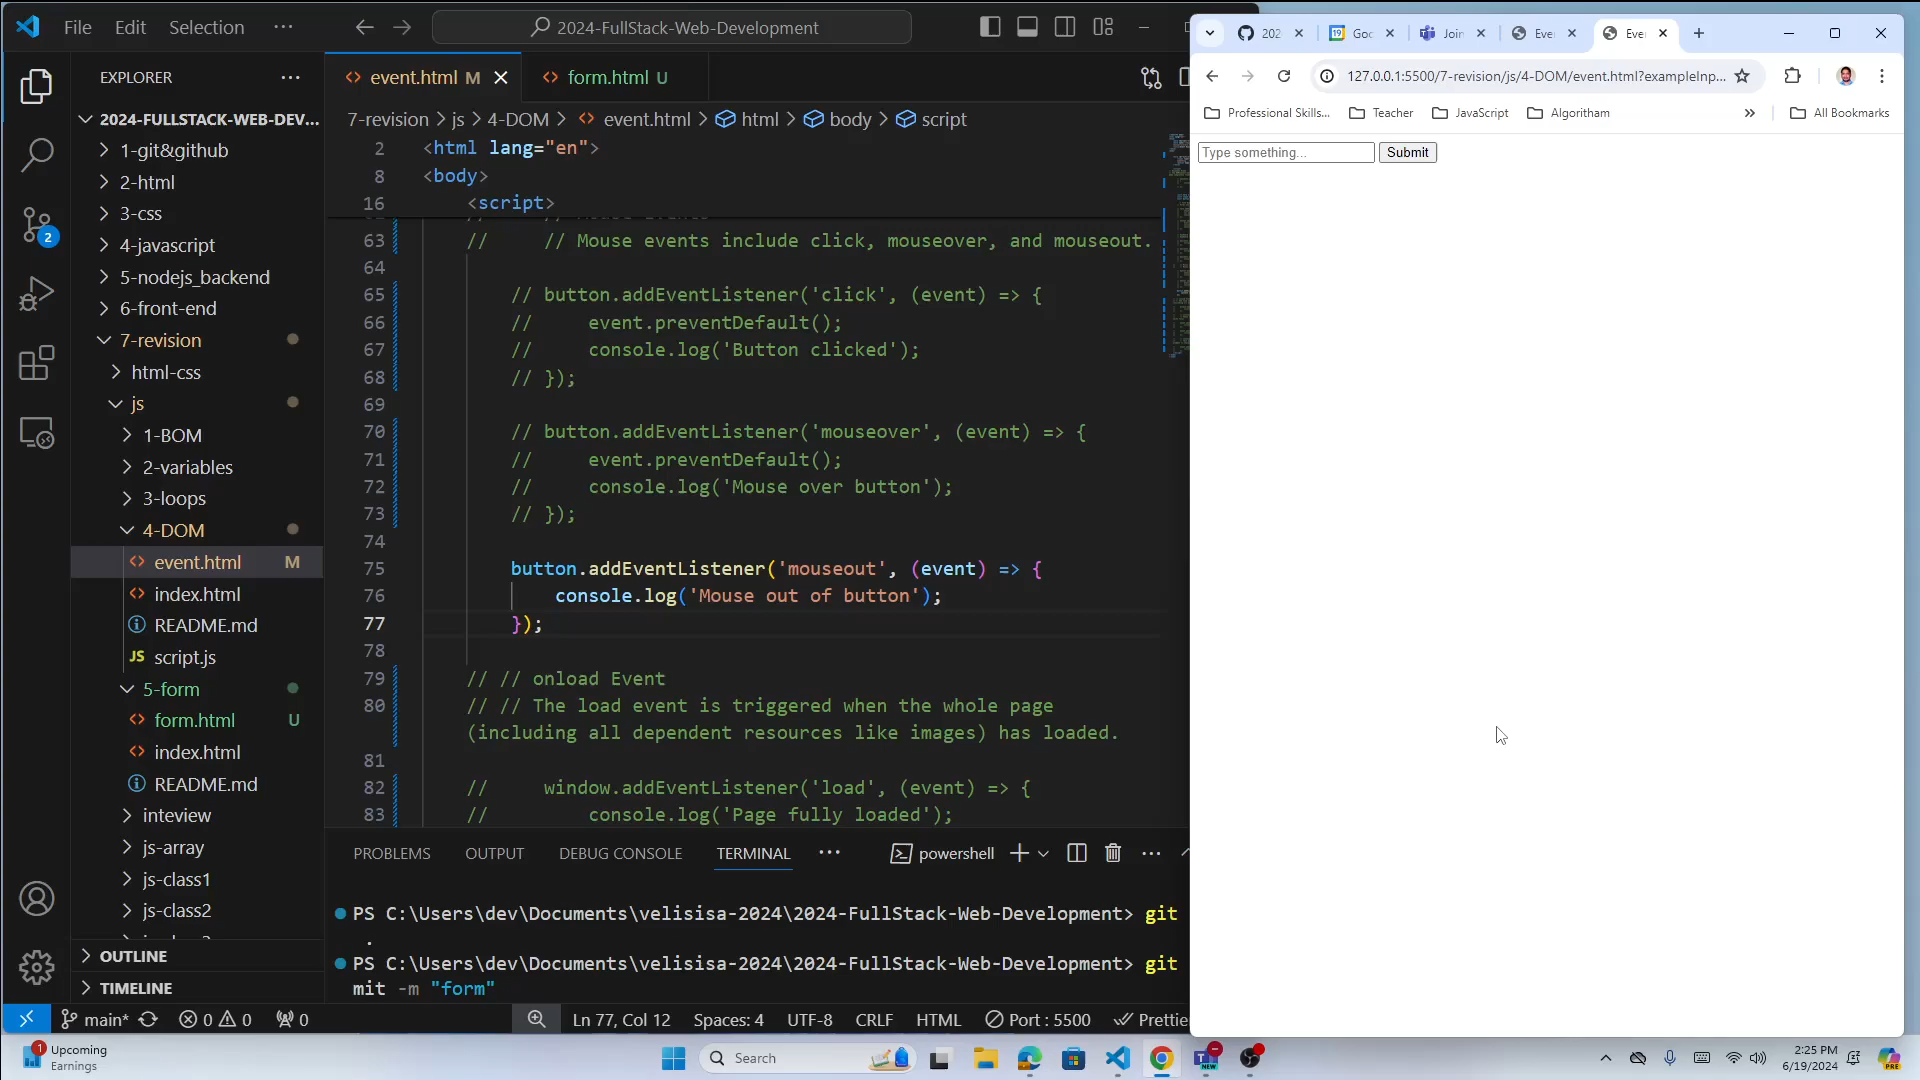 File Edit Selection ··· 2024-FullStack-Web-Development
EXPLORER ···
2024-FULLSTACK-WEB-DEV...
1-git&github
2-html
3-css
4-javascript
5-nodejs_backend
6-front-end
7-revision
html-css
js
1-BOM
2-variables
3-loops
4-DOM
event.html M
index.html
README.md
JS script.js
5-form
form.html U
index.html
README.md
inteview
js-array
js-class1
js-class2
OUTLINE
TIMELINE
2
event.html M
form.html U
7-revision > js > 4-DOM > event.html > html > body > script
2 <html lang="en">
8 <body>
16 <script>
63 // // Mouse events include click, mouseover, and mouseout.
64
65 // button.addEventListener('click', (event) => {
66 // event.preventDefault();
67 // console.log('Button clicked');
68 // });
69
70 // button.addEventListener('mouseover', (event) => {
71 // event.preventDefault();
72 // console.log('Mouse over button');
73 // });
74
75 button.addEventListener('mouseout', (event) => {
76 console.log('Mouse out of button');
77 });
78
79 // // onload Event
80 // // The load event is triggered when the whole page
(including all dependent resources like images) has loaded.
81
82 // window.addEventListener('load', (event) => {
83 // console.log('Page fully loaded');
PROBLEMS OUTPUT DEBUG CONSOLE TERMINAL ··· powershell
PS C:\Users\dev\Documents\velisisa-2024\2024-FullStack-Web-Development> git
.
PS C:\Users\dev\Documents\velisisa-2024\2024-FullStack-Web-Development> git
mit -m "form"
main* 0 0 0 Ln 77, Col 12 Spaces: 4 UTF-8 CRLF HTML Port : 5500 Prettie
202 Goo Join Eve Eve
127.0.0.1:5500/7-revision/js/4-DOM/event.html?exampleInp...
Professional Skills... Teacher JavaScript Algoritham » All Bookmarks
Type something... Submit
1 Upcoming
Earnings
Search
2:25 PM
6/19/2024